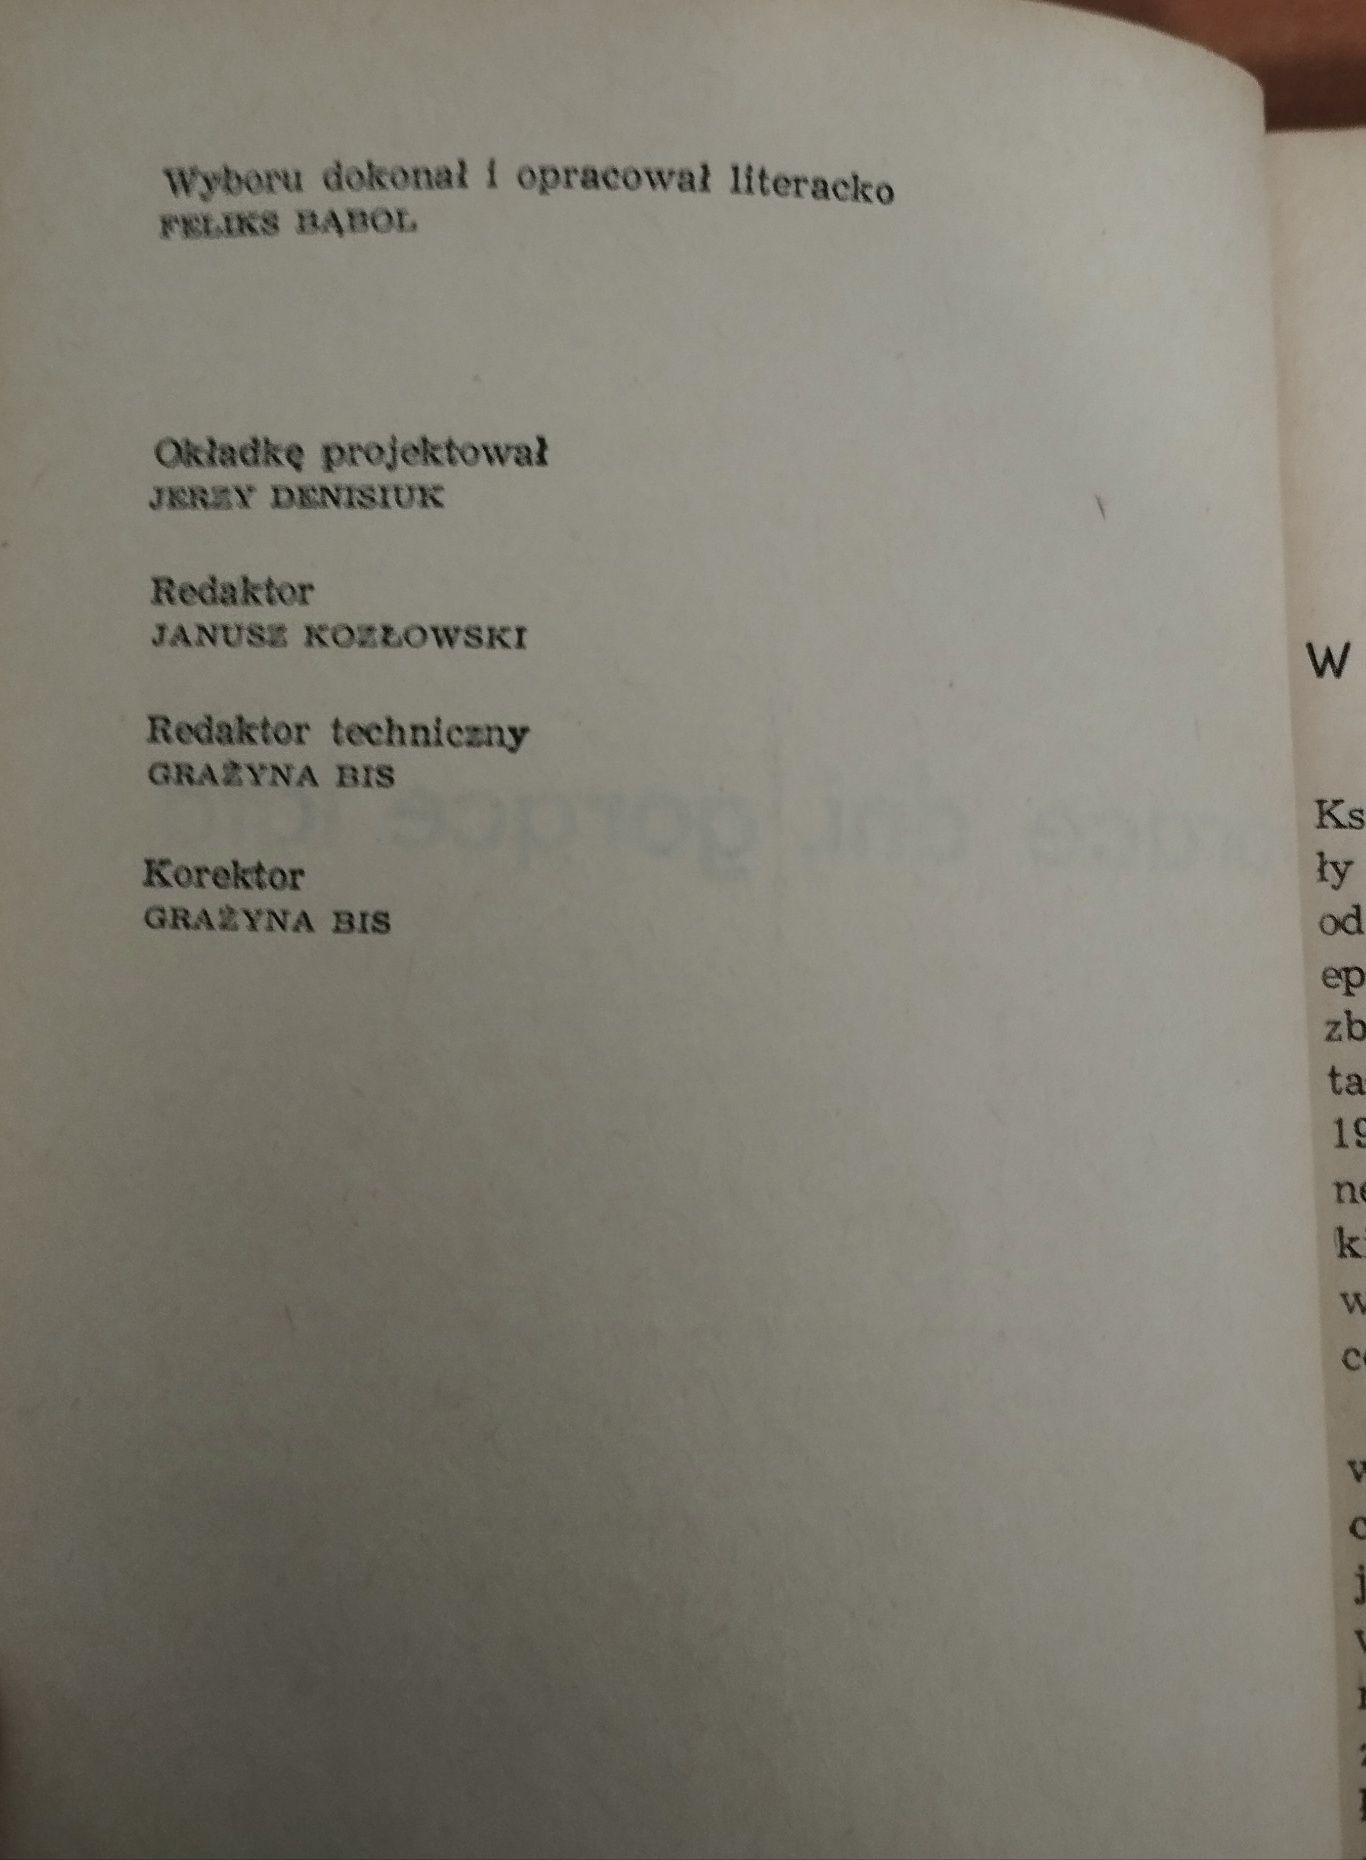 Wyboru dokonał i opracował literacko
FELIKS BĄBOL
Okładkę projektował
JERZY DENISIUK
Redaktor
JANUSZ KOZŁOWSKI
Redaktor techniczny
GRAŻYNA BIS
Korektor
GRAŻYNA BIS
W
Ks
ły
od
ep
zb
ta
19